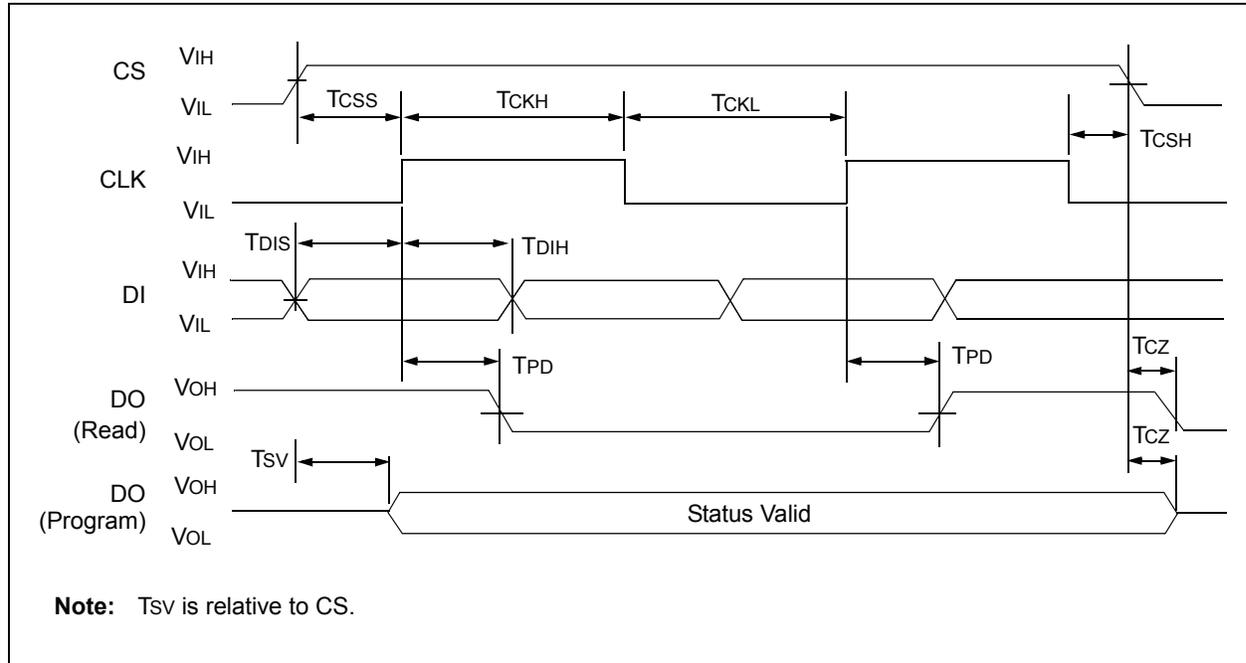 CS VIH
VIL
TCSS TCKH TCKL
TCSH
CLK VIH
VIL
TDIS TDIH
DI VIH
VIL
TPD TPD TCZ
DO (Read) VOH
VOL
TSV TCZ
DO (Program) VOH
VOL
Status Valid
Note: TSV is relative to CS.